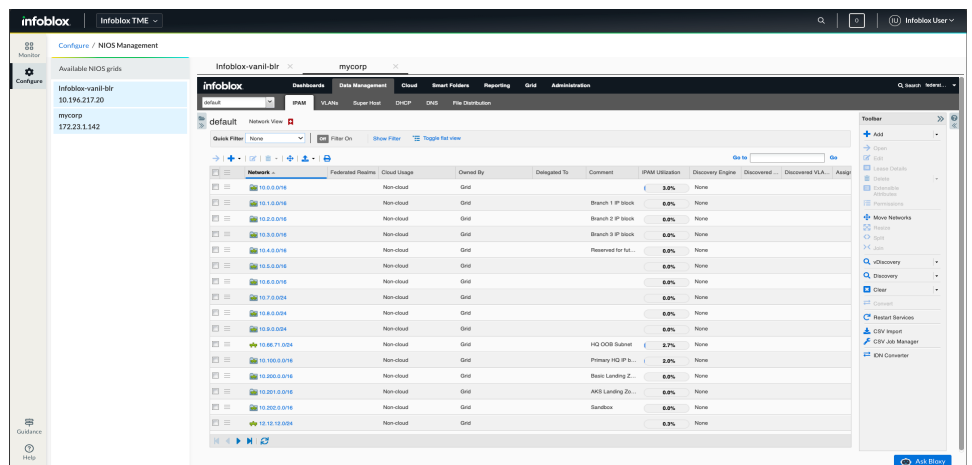 infoblox. Infoblox TME 0 IU Infoblox User
Monitor
Configure
Guidance
Help
Configure / NIOS Management
Available NIOS grids
Infoblox-vanil-blr
10.196.217.20
mycorp
172.23.1.142
Infoblox-vanil-blr × mycorp ×
infoblox. Dashboards Data Management Cloud Smart Folders Reporting Grid Administration Search federat...
default IPAM VLANs Super Host DHCP DNS File Distribution
default Network View
Quick Filter None Off Filter On Show Filter Toggle flat view
Go to Go
Network Federated Realms Cloud Usage Owned By Delegated To Comment IPAM Utilization Discovery Engine Discovered ... Discovered VLA... Assign
10.0.0.0/16 Non-cloud Grid 3.0% None
10.1.0.0/16 Non-cloud Grid Branch 1 IP block 0.0% None
10.2.0.0/16 Non-cloud Grid Branch 2 IP block 0.0% None
10.3.0.0/16 Non-cloud Grid Branch 3 IP block 0.0% None
10.4.0.0/16 Non-cloud Grid Reserved for fut... 0.0% None
10.5.0.0/16 Non-cloud Grid 0.0% None
10.6.0.0/16 Non-cloud Grid 0.0% None
10.7.0.0/24 Non-cloud Grid 0.0% None
10.8.0.0/24 Non-cloud Grid 0.0% None
10.9.0.0/24 Non-cloud Grid 0.0% None
10.66.71.0/24 Non-cloud Grid HQ OOB Subnet 2.7% None
10.100.0.0/16 Non-cloud Grid Primary HQ IP b... 2.0% None
10.200.0.0/16 Non-cloud Grid Basic Landing Z... 0.0% None
10.201.0.0/16 Non-cloud Grid AKS Landing Zo... 0.0% None
10.202.0.0/16 Non-cloud Grid Sandbox 0.0% None
12.12.12.0/24 Non-cloud Grid 0.3% None
Toolbar
Add
Open
Edit
Lease Details
Delete
Extensible
Attributes
Permissions
Move Networks
Resize
Split
Join
vDiscovery
Discovery
Clear
Convert
Restart Services
CSV Import
CSV Job Manager
IDN Converter
Ask Bloxy